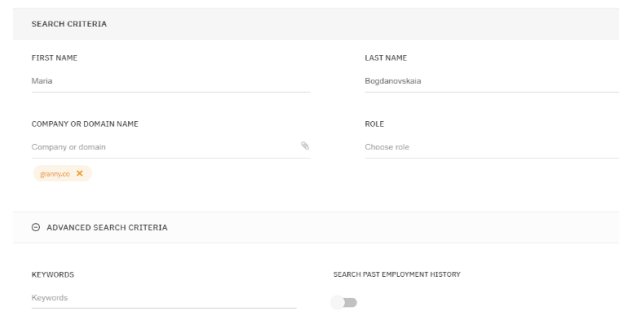 SEARCH CRITERIA
FIRST NAME LAST NAME
Maria Bogdanovskaia
COMPANY OR DOMAIN NAME ROLE
Company or domain Choose role
granny.co ×
ADVANCED SEARCH CRITERIA
KEYWORDS SEARCH PAST EMPLOYMENT HISTORY
Keywords